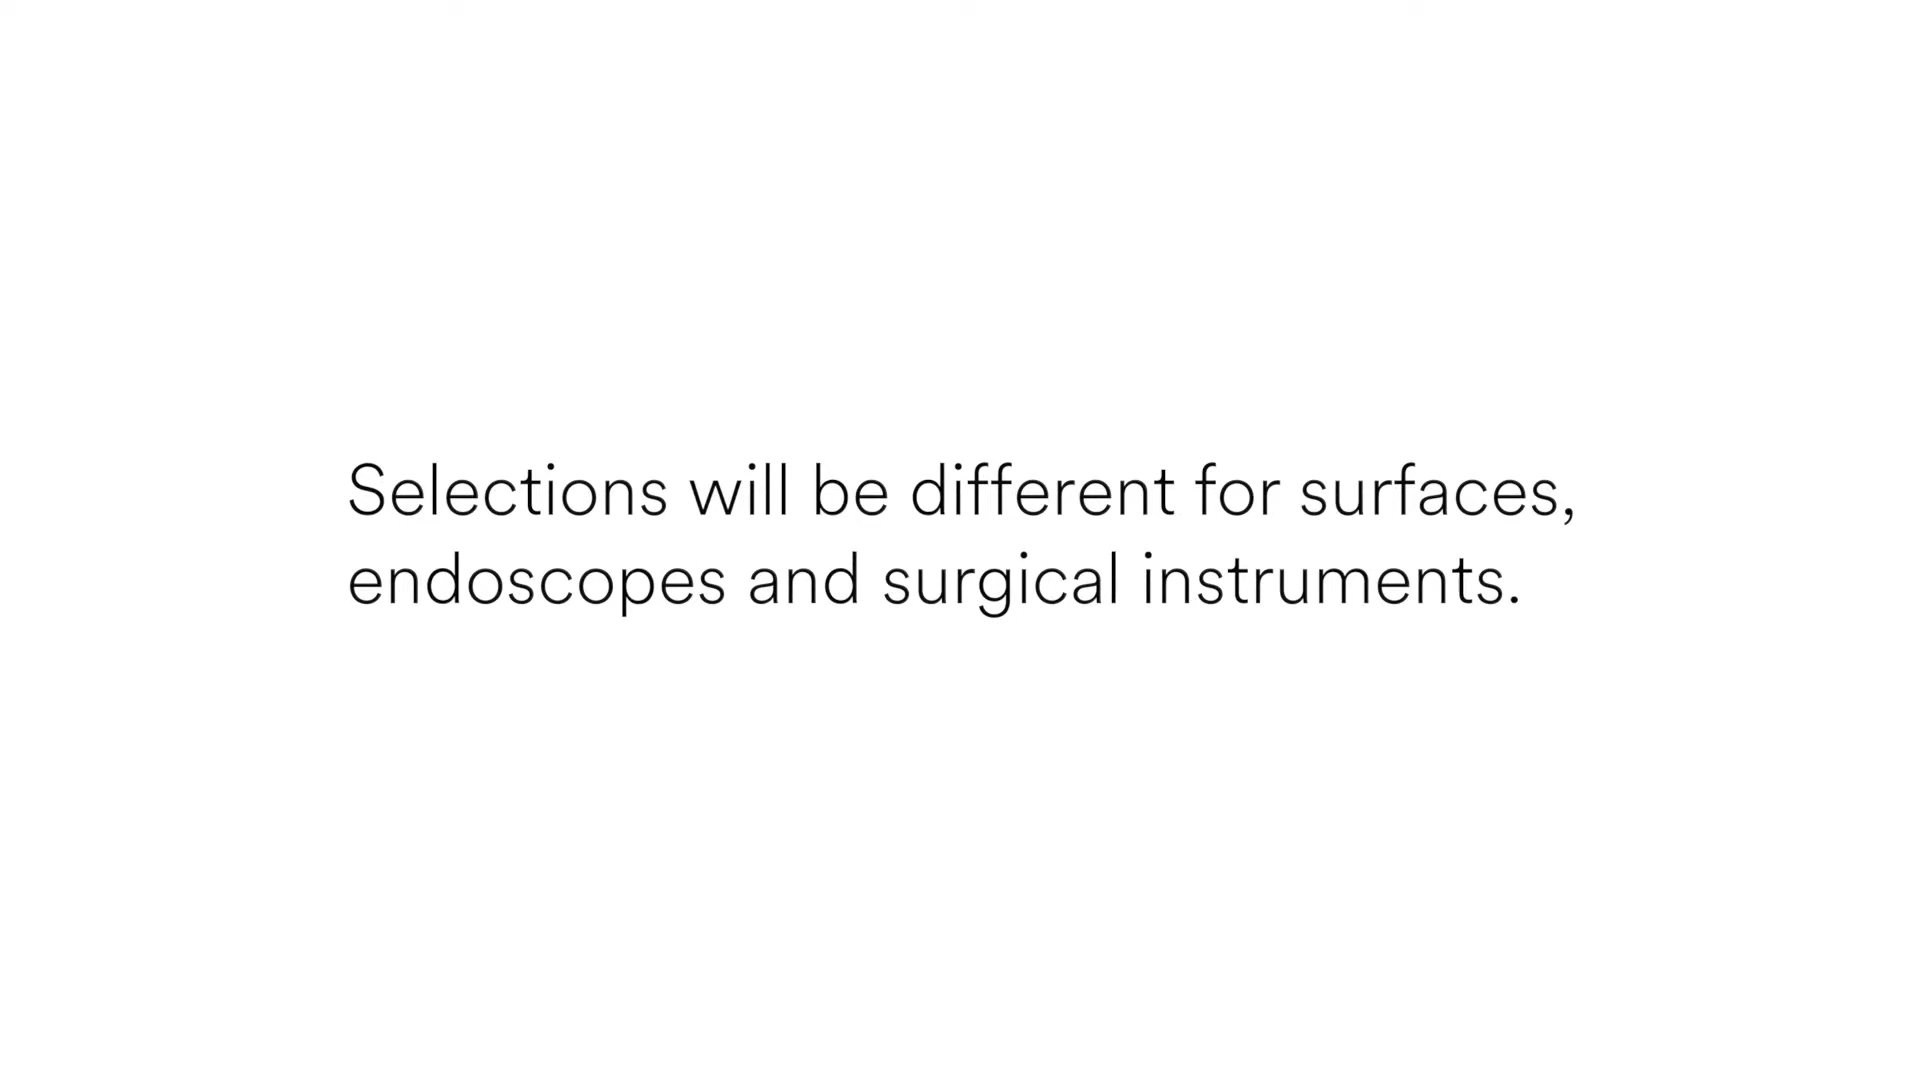 Selections will be different for surfaces,
endoscopes and surgical instruments.